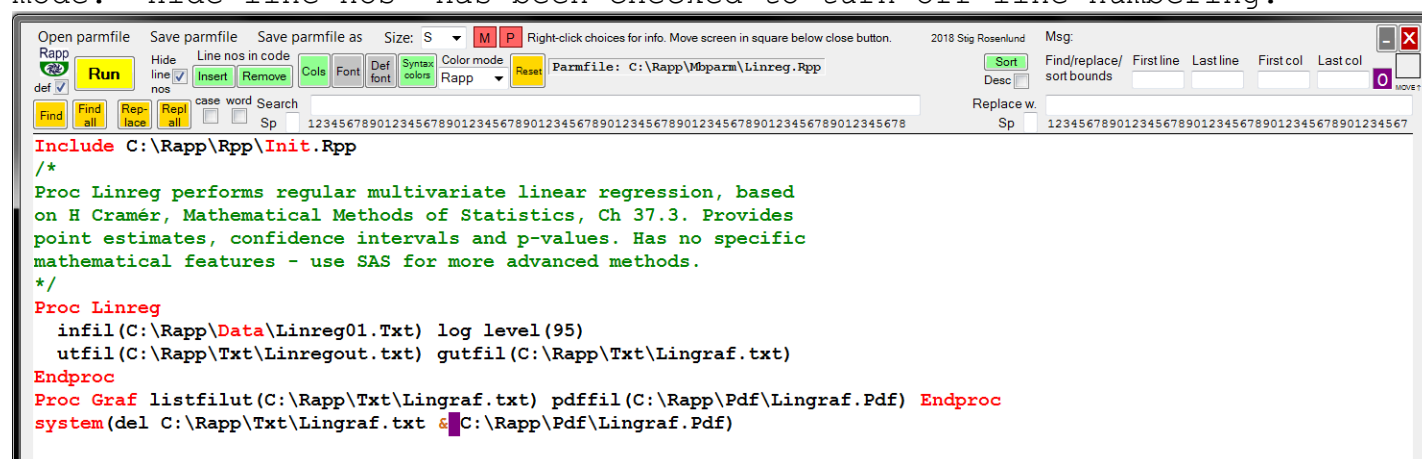 mode. "Hide line nos" has been checked to turn off line numbering.
Open parmfile Save parmfile Save parmfile as Size: S M P Right-click choices for info. Move screen in square below close button. 2018 Stig Rosenlund Msg:
Rapp def Run Hide line nos Line nos in code Insert Remove Cols Font Def font Syntax colors Color mode Rapp Reset Parmfile: C:\Rapp\Mbparm\Linreg.Rpp Sort Desc Find/replace/ sort bounds First line Last line First col Last col O MOVE↑
Find Find all Rep-lace Repl all case word Search Replace w.
Sp 12345678901234567890123456789012345678901234567890123456789012345678 Sp 1234567890123456789012345678901234567
Include C:\Rapp\Rpp\Init.Rpp
/*
Proc Linreg performs regular multivariate linear regression, based
on H Cramér, Mathematical Methods of Statistics, Ch 37.3. Provides
point estimates, confidence intervals and p-values. Has no specific
mathematical features - use SAS for more advanced methods.
*/
Proc Linreg
infil(C:\Rapp\Data\Linreg01.Txt) log level(95)
utfil(C:\Rapp\Txt\Linregout.txt) gutfil(C:\Rapp\Txt\Lingraf.txt)
Endproc
Proc Graf listfilut(C:\Rapp\Txt\Lingraf.txt) pdffil(C:\Rapp\Pdf\Lingraf.Pdf) Endproc
system(del C:\Rapp\Txt\Lingraf.txt & C:\Rapp\Pdf\Lingraf.Pdf)